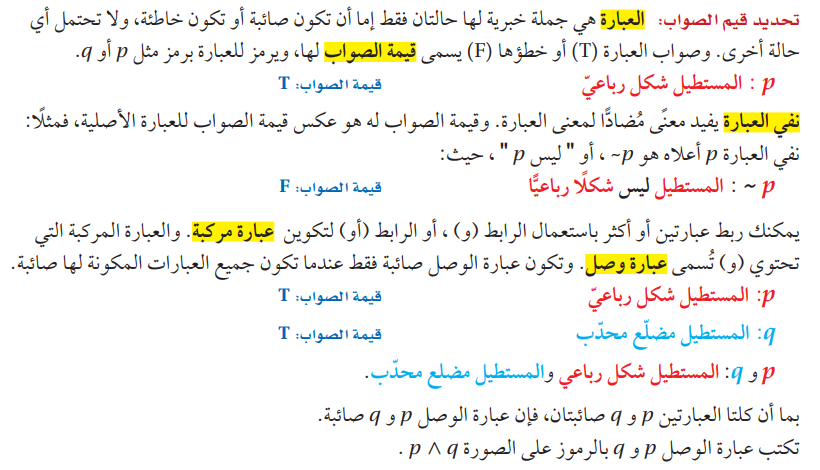 تحديد قيم الصواب: العبارة هي جملة خبرية لها حالتان فقط إما أن تكون صائبة أو تكون خاطئة، ولا تحتمل أي
حالة أخرى. وصواب العبارة (T) أو خطؤها (F) يسمى قيمة الصواب لها، ويرمز للعبارة برمز مثل p أو q.
p : المستطيل شكل رباعيّ قيمة الصواب: T
نفي العبارة يفيد معنًى مُضادًّا لمعنى العبارة. وقيمة الصواب له هو عكس قيمة الصواب للعبارة الأصلية، فمثلًا:
نفي العبارة p أعلاه هو ~p ، أو " ليس p " ، حيث:
~ p : المستطيل ليس شكلًا رباعيًّا قيمة الصواب: F
يمكنك ربط عبارتين أو أكثر باستعمال الرابط (و) ، أو الرابط (أو) لتكوين عبارة مركبة. والعبارة المركبة التي
تحتوي (و) تُسمى عبارة وصل. وتكون عبارة الوصل صائبة فقط عندما تكون جميع العبارات المكونة لها صائبة.
p: المستطيل شكل رباعيّ قيمة الصواب: T
q: المستطيل مضلّع محدّب قيمة الصواب: T
p و q: المستطيل شكل رباعي والمستطيل مضلع محدّب.
بما أن كلتا العبارتين p و q صائبتان، فإن عبارة الوصل p و q صائبة.
تكتب عبارة الوصل p و q بالرموز على الصورة p ∧ q .